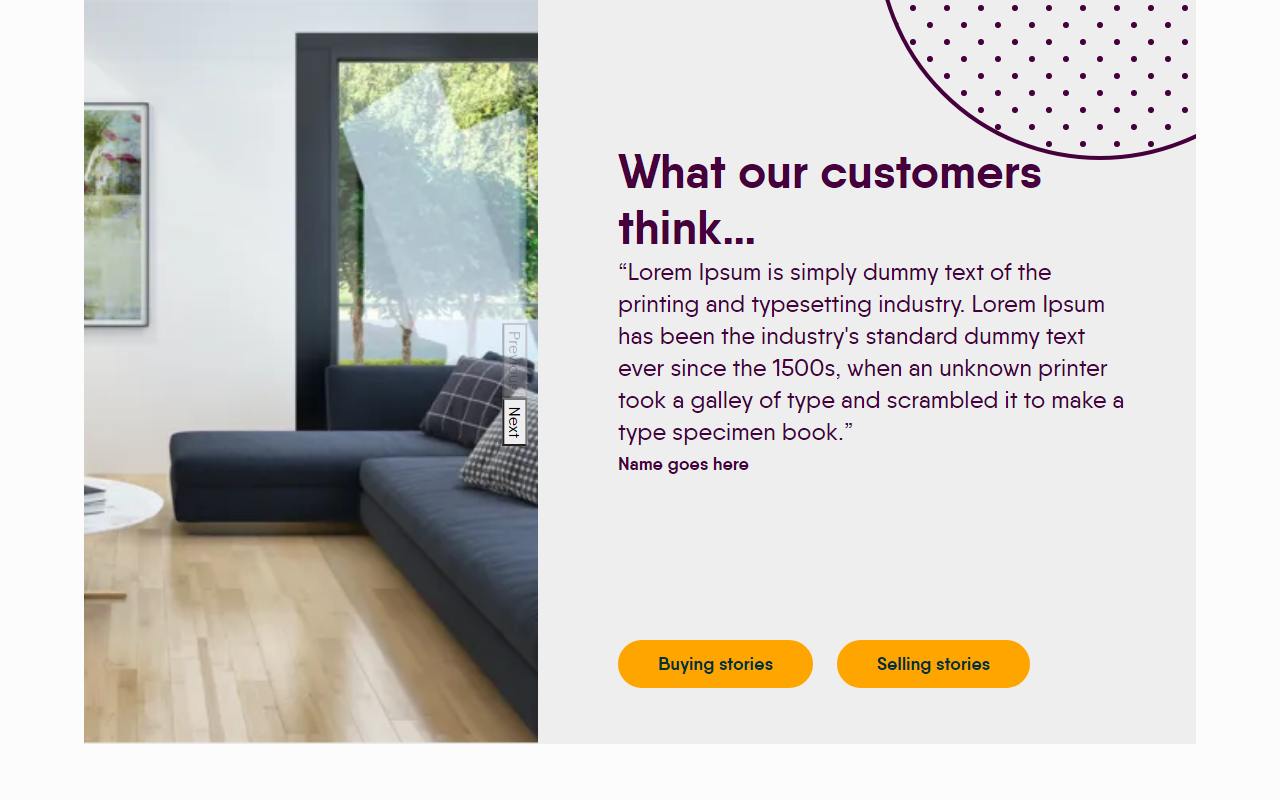 What our customers
think...
“Lorem Ipsum is simply dummy text of the
printing and typesetting industry. Lorem Ipsum
has been the industry's standard dummy text
ever since the 1500s, when an unknown printer
took a galley of type and scrambled it to make a
type specimen book.”
Name goes here
Previous
Next
Buying stories
Selling stories